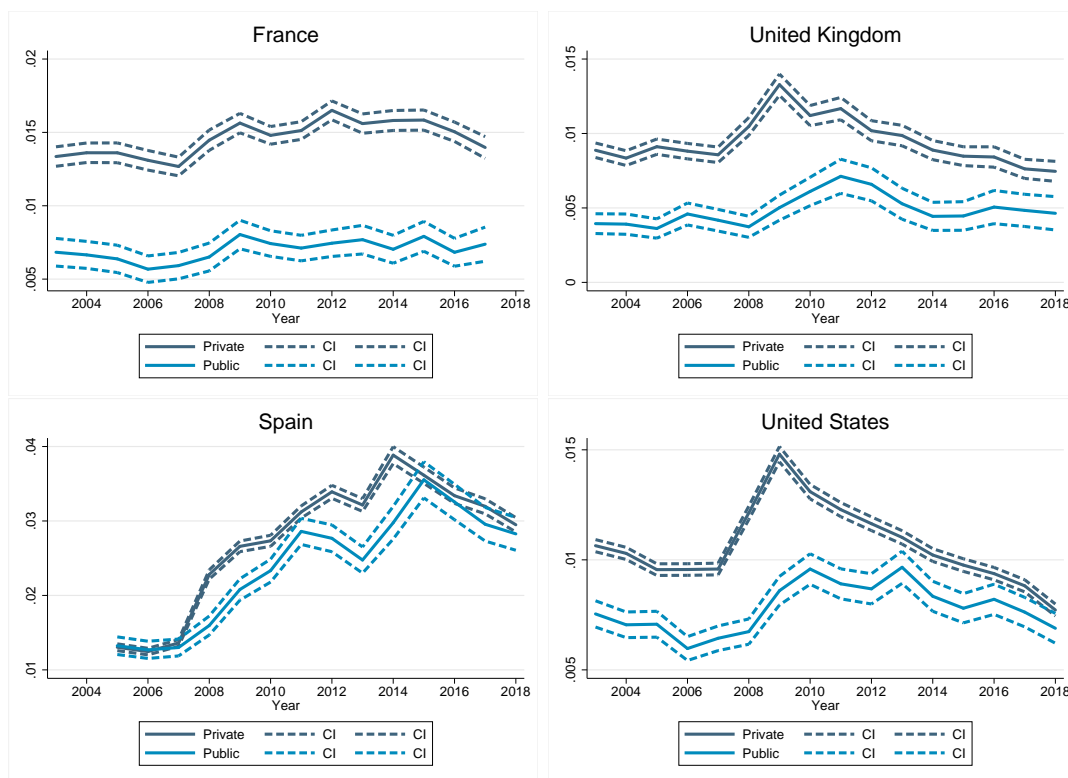 France
.02
.015
.01
.005
2004 2006 2008 2010 2012 2014 2016 2018
Year
Private CI CI
Public CI CI
United Kingdom
.015
.01
.005
0
2004 2006 2008 2010 2012 2014 2016 2018
Year
Private CI CI
Public CI CI
Spain
.04
.03
.02
.01
2004 2006 2008 2010 2012 2014 2016 2018
Year
Private CI CI
Public CI CI
United States
.015
.01
.005
2004 2006 2008 2010 2012 2014 2016 2018
Year
Private CI CI
Public CI CI